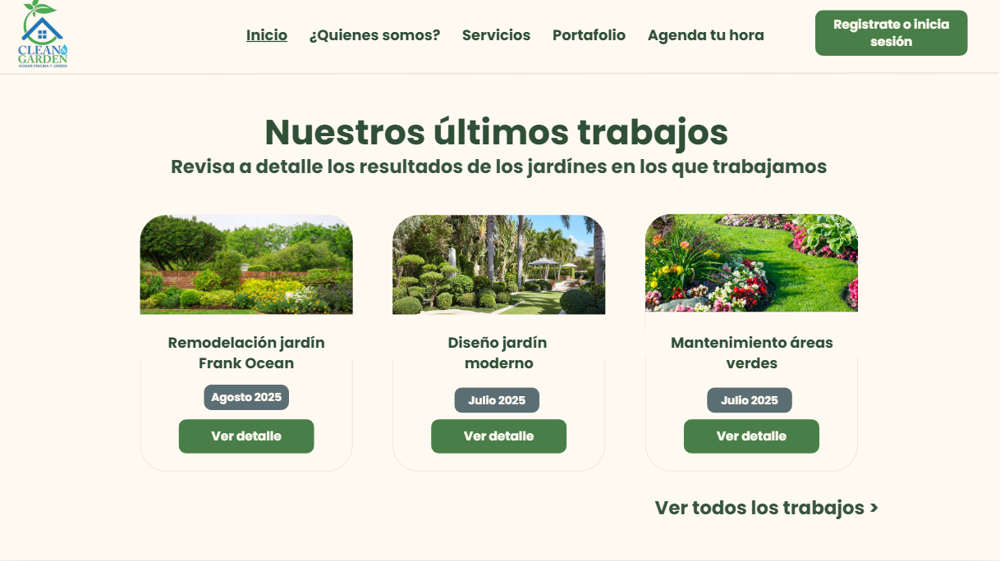 CLEAN&
GARDEN
HOGAR PISCINA Y JARDIN
Inicio
¿Quienes somos?
Servicios
Portafolio
Agenda tu hora
Registrate o inicia
sesión
Nuestros últimos trabajos
Revisa a detalle los resultados de los jardínes en los que trabajamos
Remodelación jardín
Frank Ocean
Agosto 2025
Ver detalle
Diseño jardín
moderno
Julio 2025
Ver detalle
Mantenimiento áreas
verdes
Julio 2025
Ver detalle
Ver todos los trabajos >